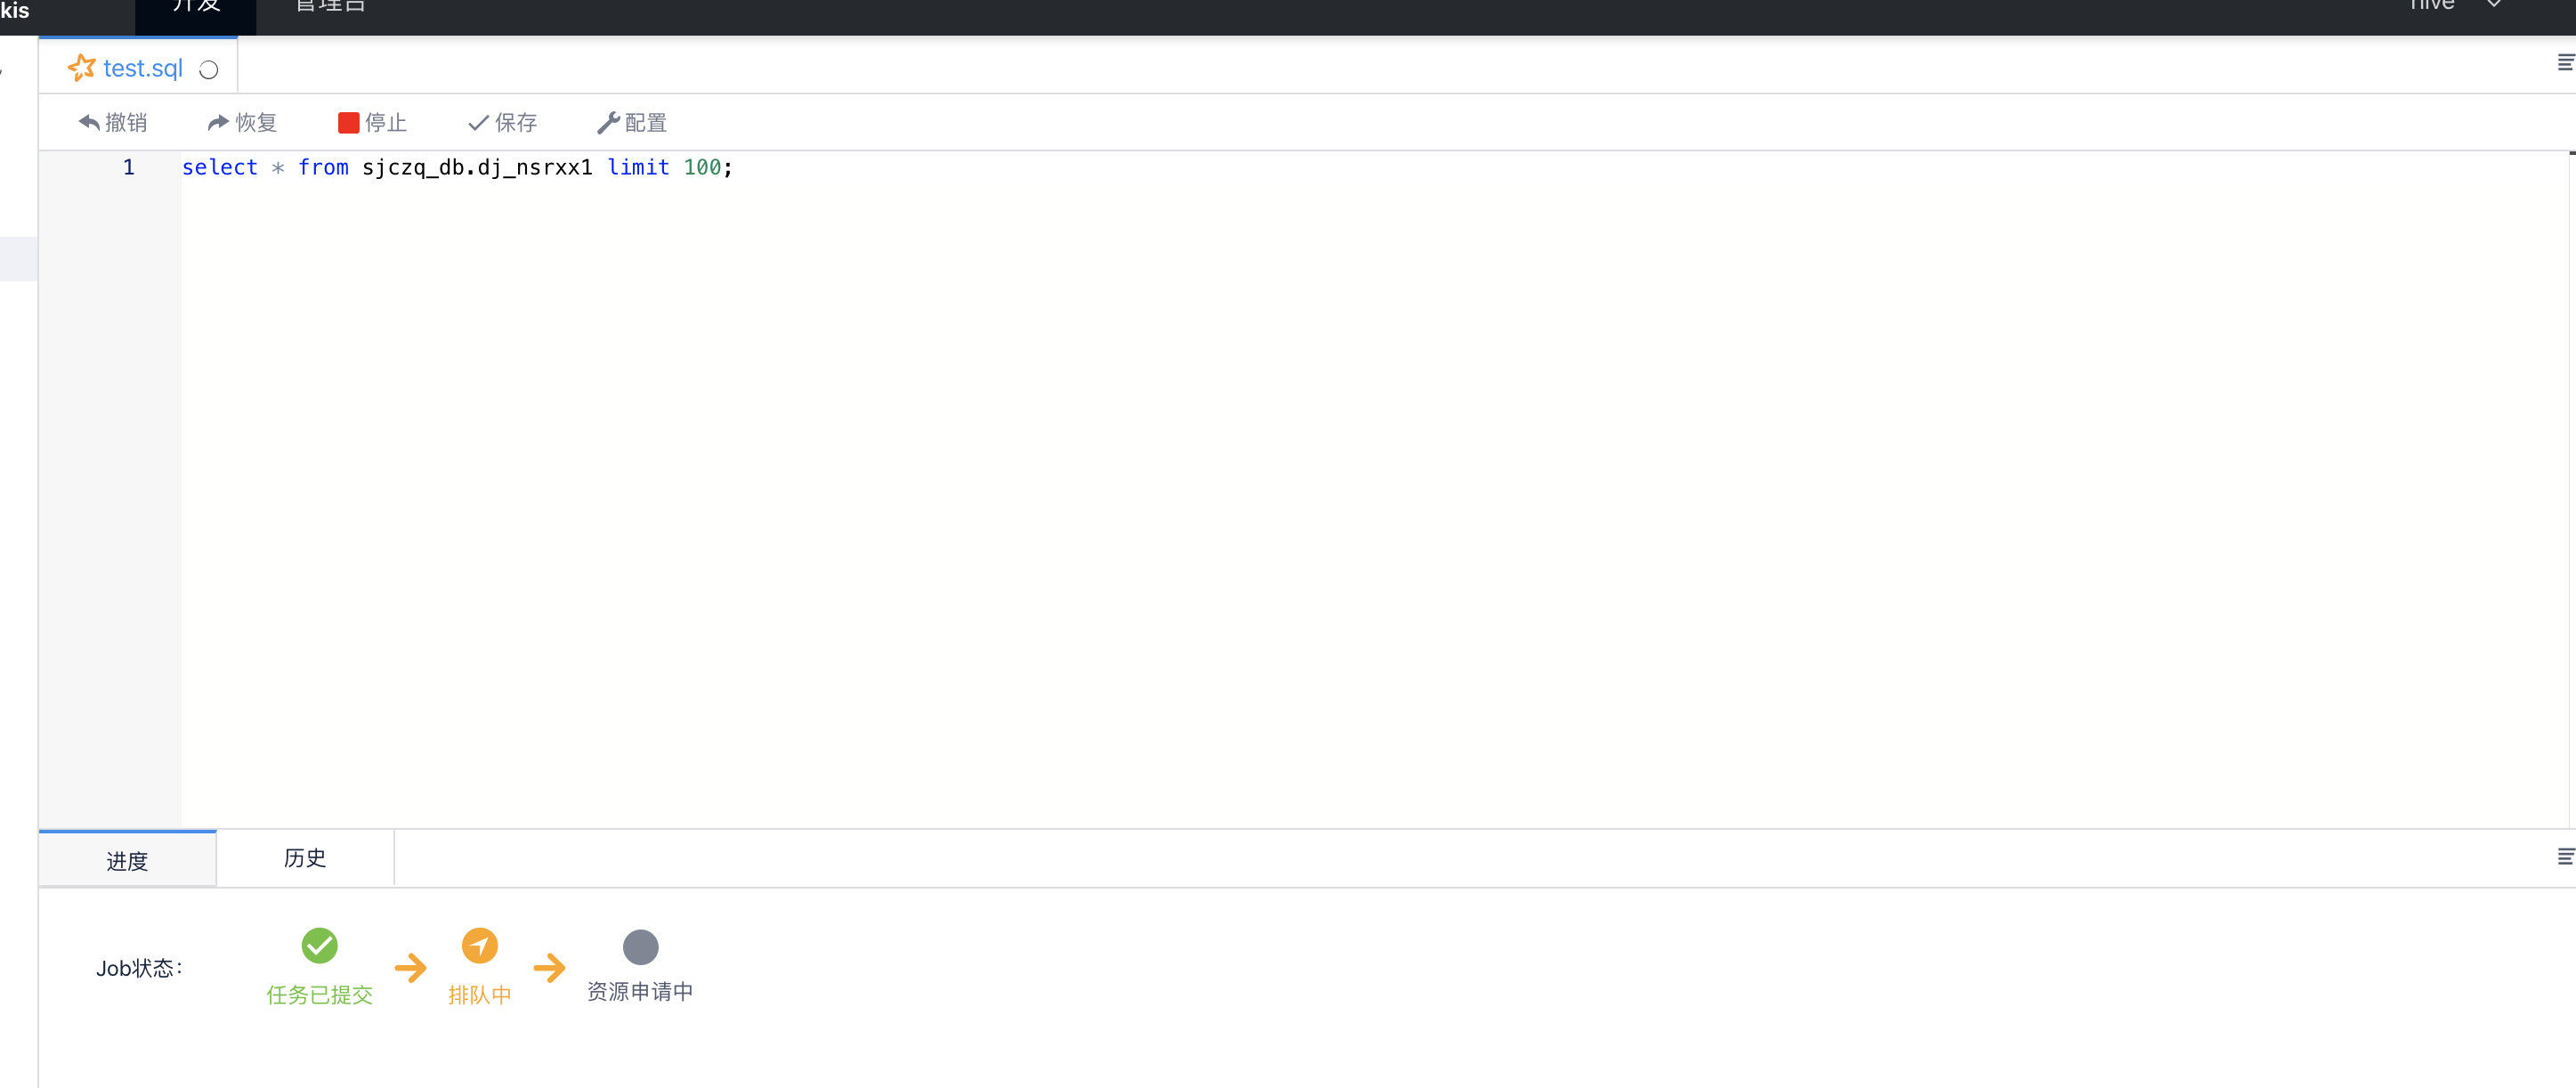 kis
开发
管理台
hive
test.sql
撤销 恢复 停止 保存 配置
1 select * from sjczq_db.dj_nsrxx1 limit 100;
进度 历史
Job状态：
任务已提交 排队中 资源申请中